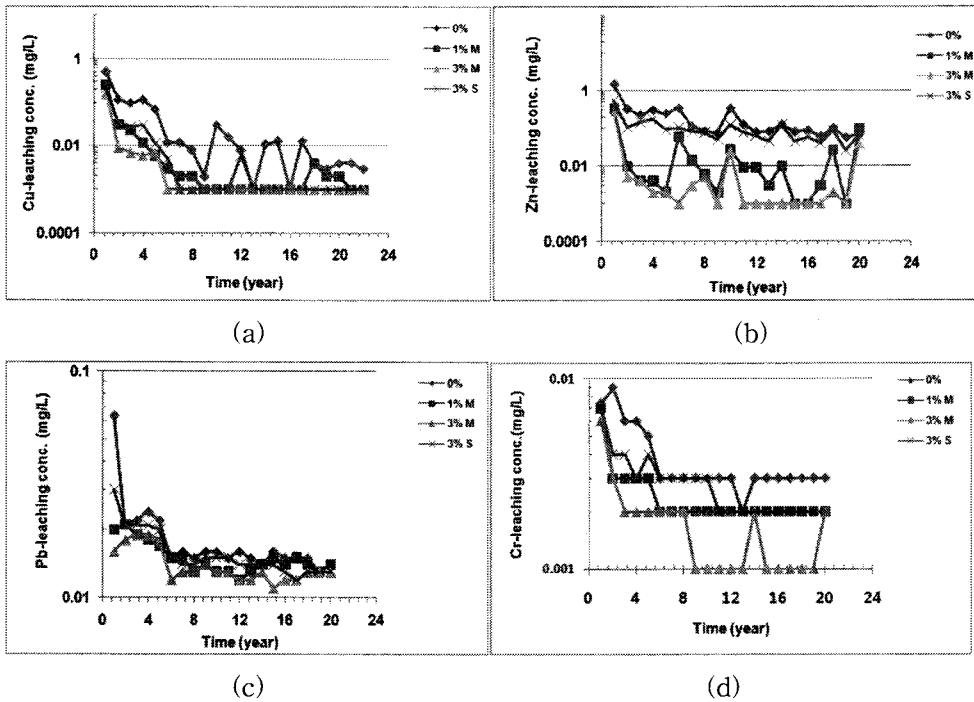 Cu-leaching conc. (mg/L)
1
0.01
0.0001
0 4 8 12 16 20 24
Time (year)
0%
1% M
3% M
3% S
(a)
Zn-leaching conc. (mg/L)
1
0.01
0.0001
0 4 8 12 16 20 24
Time (year)
0%
1% M
3% M
3% S
(b)
Pb-leaching conc. (mg/L)
0.1
0.01
0 4 8 12 16 20 24
Time (year)
0%
1% M
3% M
3% S
(c)
Cr-leaching conc.(mg/L)
0.01
0.001
0 4 8 12 16 20 24
Time (year)
0%
1% M
3% M
3% S
(d)